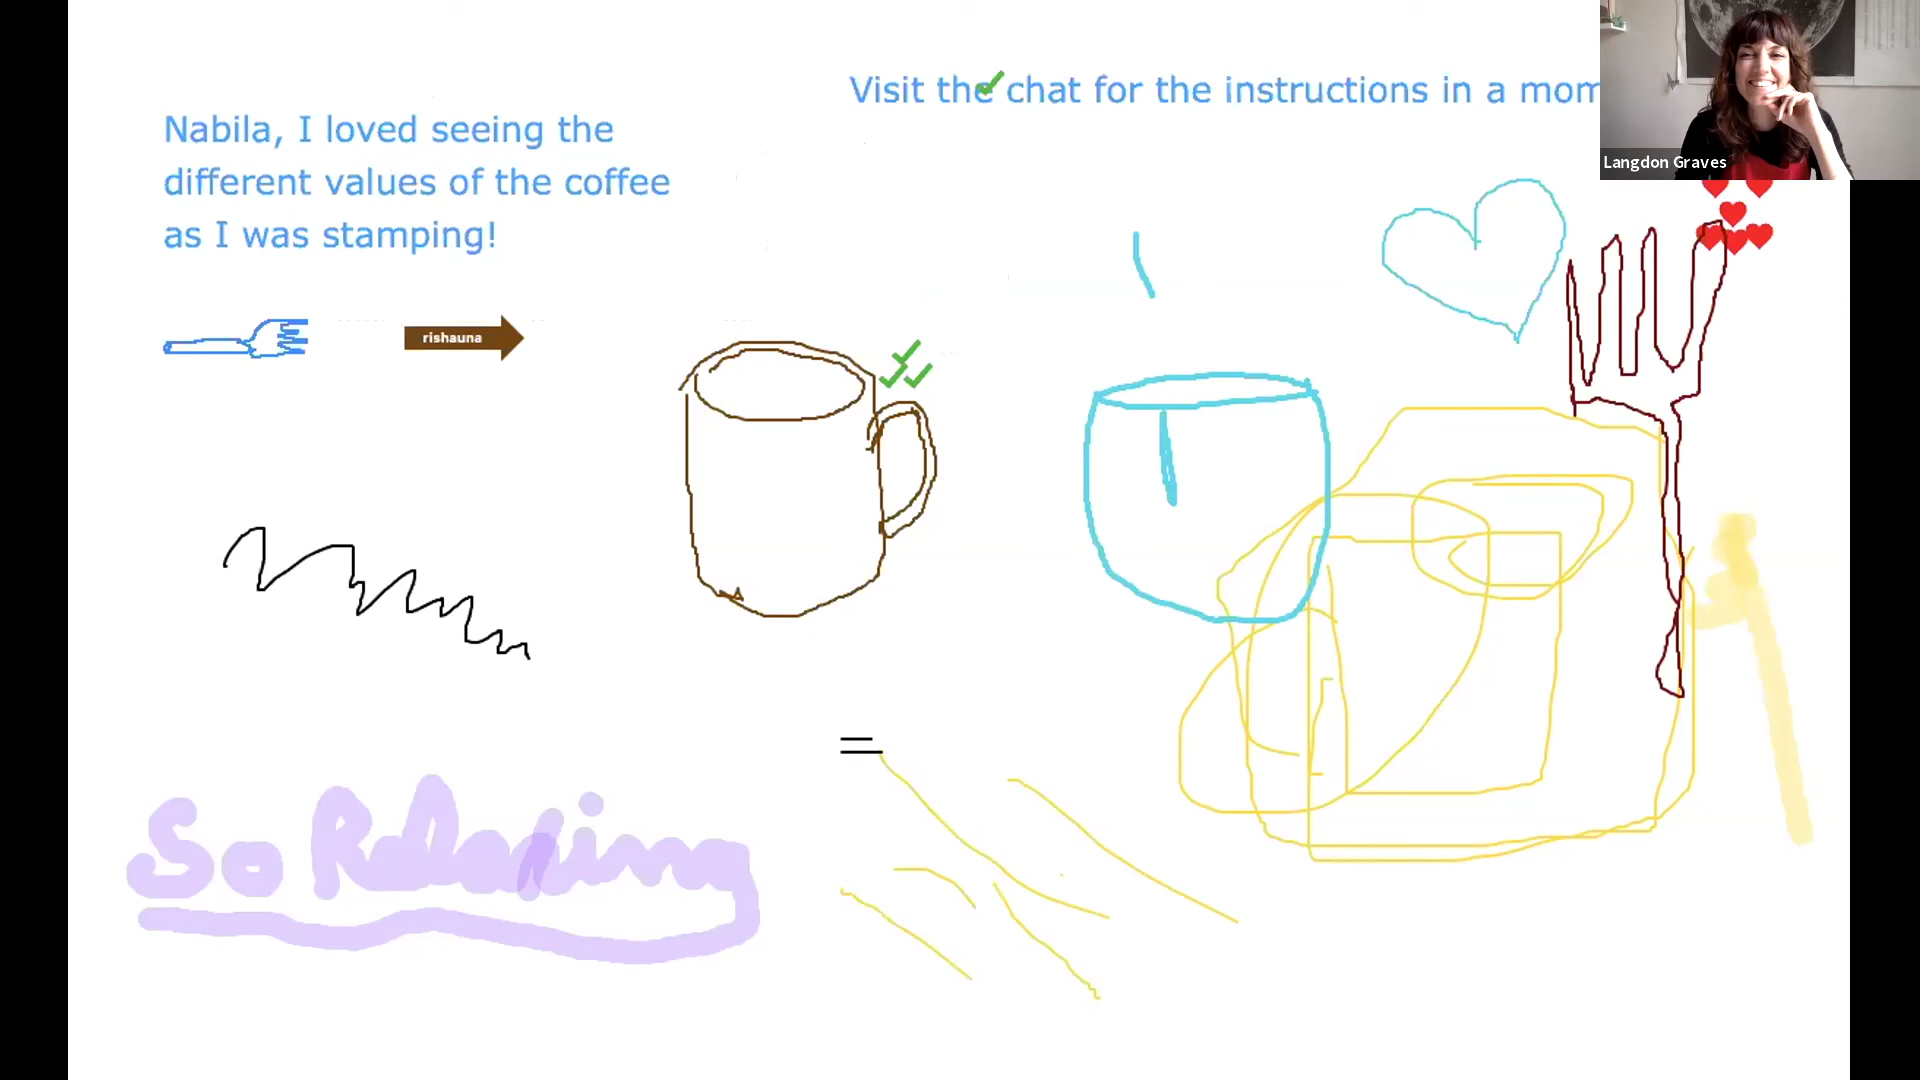 Visit the chat for the instructions in a mom
Langdon Graves
Nabila, I loved seeing the
different values of the coffee
as I was stamping!
rishauna
So Relaxing